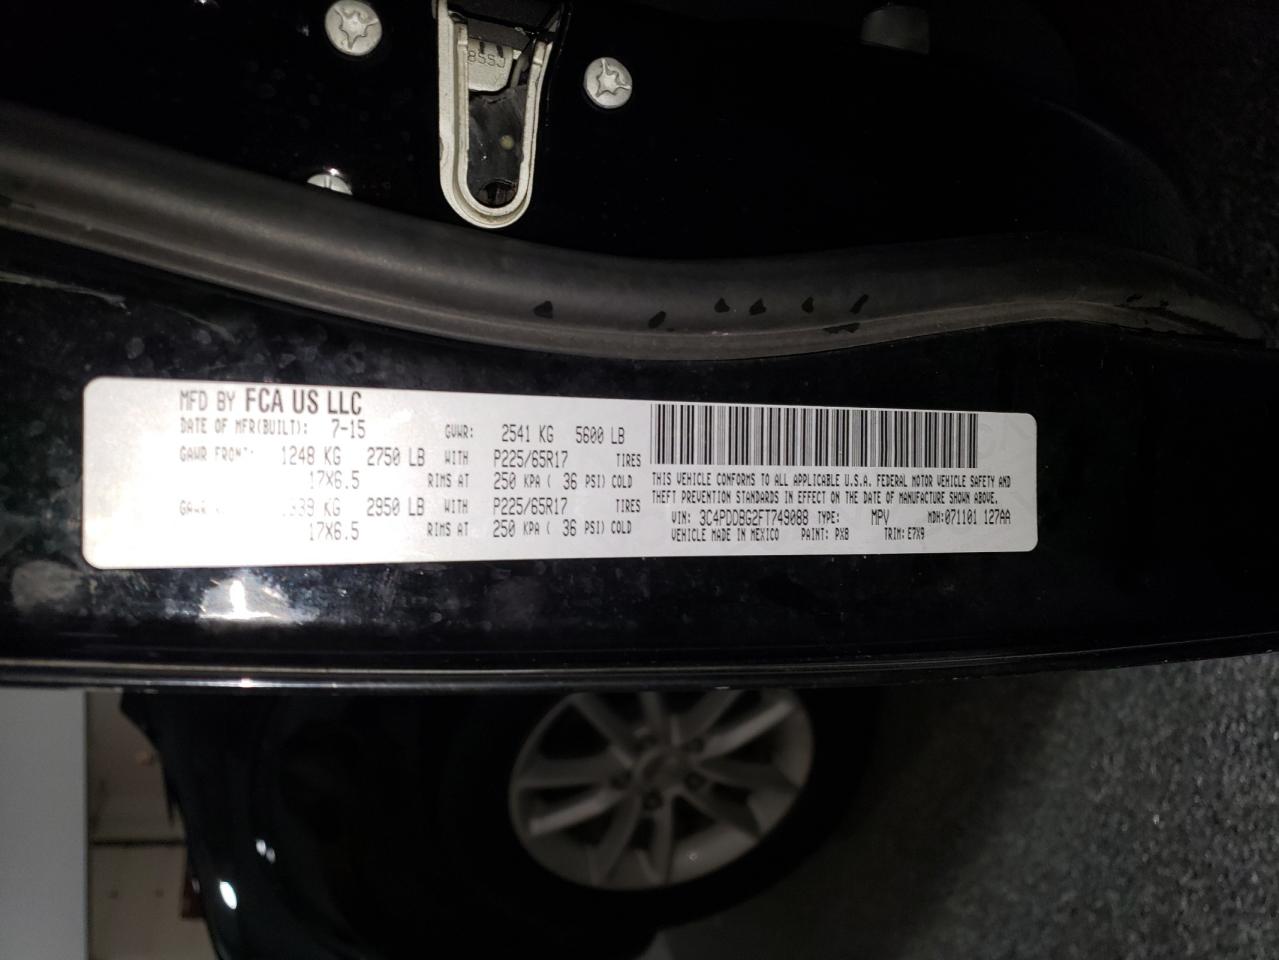 MFD BY FCA US LLC
DATE OF MFR(BUILT): 7-15 GVWR: 2541 KG 5600 LB
GAWR FRONT: 1248 KG 2750 LB WITH P225/65R17 TIRES
17X6.5 RIMS AT 250 KPA ( 36 PSI) COLD
GAWR 2950 LB WITH P225/65R17 TIRES
17X6.5 RIMS AT 250 KPA ( 36 PSI) COLD
THIS VEHICLE CONFORMS TO ALL APPLICABLE U.S.A. FEDERAL MOTOR VEHICLE SAFETY AND
THEFT PREVENTION STANDARDS IN EFFECT ON THE DATE OF MANUFACTURE SHOWN ABOVE.
VIN: 3C4PDDBG2FT749088 TYPE: MPV MDH:071101 127AA
VEHICLE MADE IN MEXICO PAINT: PX8 TRIM: E7X9